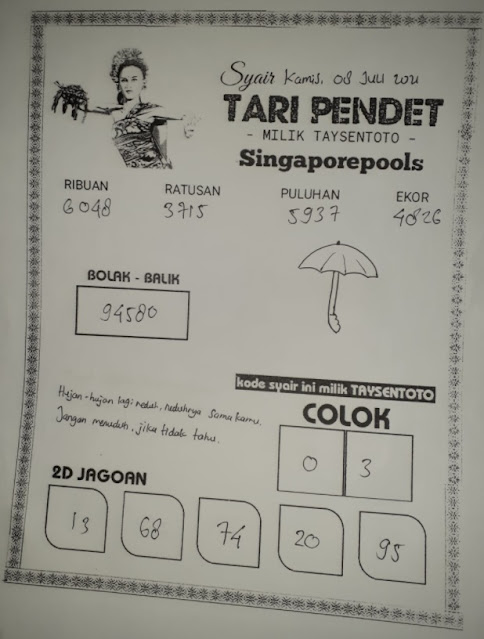 Syair Kamis, 08 Juli 2021
TARI PENDET
- MILIK TAYSENTOTO -
Singaporepools
RIBUAN RATUSAN PULUHAN EKOR
6048 3715 5937 4826
BOLAK - BALIK
94580
kode syair ini milik TAYSENTOTO
Hujan-hujan lagi neduh, neduhnya sama kamu.
Jangan menuduh, jika tidak tahu.
COLOK
0 3
2D JAGOAN
13 68 74 20 95